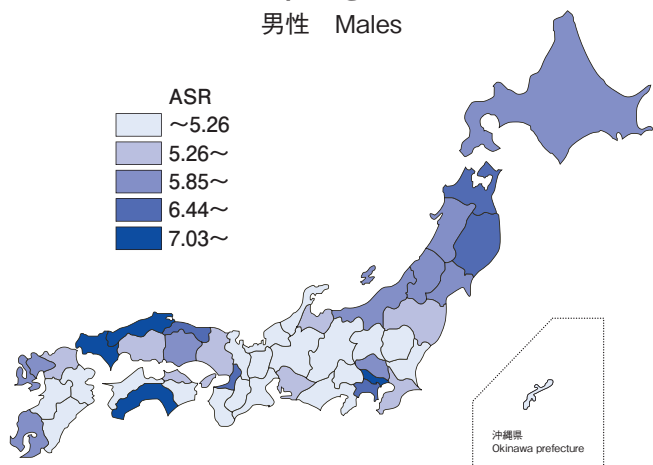 男性 Males
ASR
～5.26
5.26～
5.85～
6.44～
7.03～
沖縄県
Okinawa prefecture